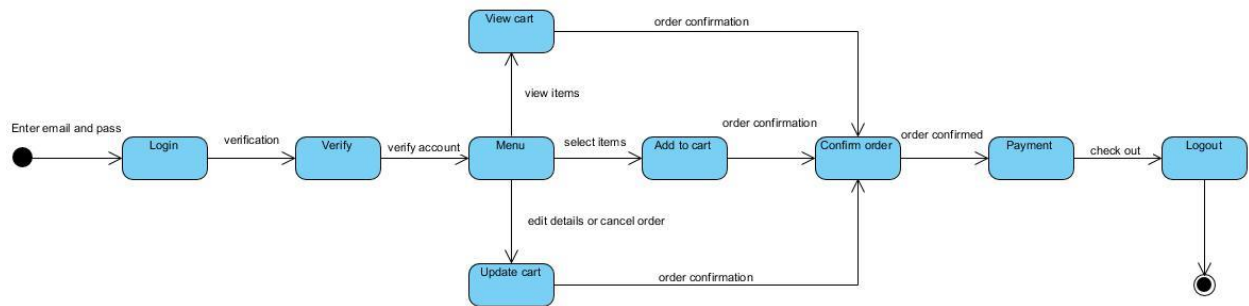 View cart
order confirmation
view items
Enter email and pass
Login
verification
Verify
verify account
Menu
select items
Add to cart
order confirmation
Confirm order
order confirmed
Payment
check out
Logout
edit details or cancel order
Update cart
order confirmation